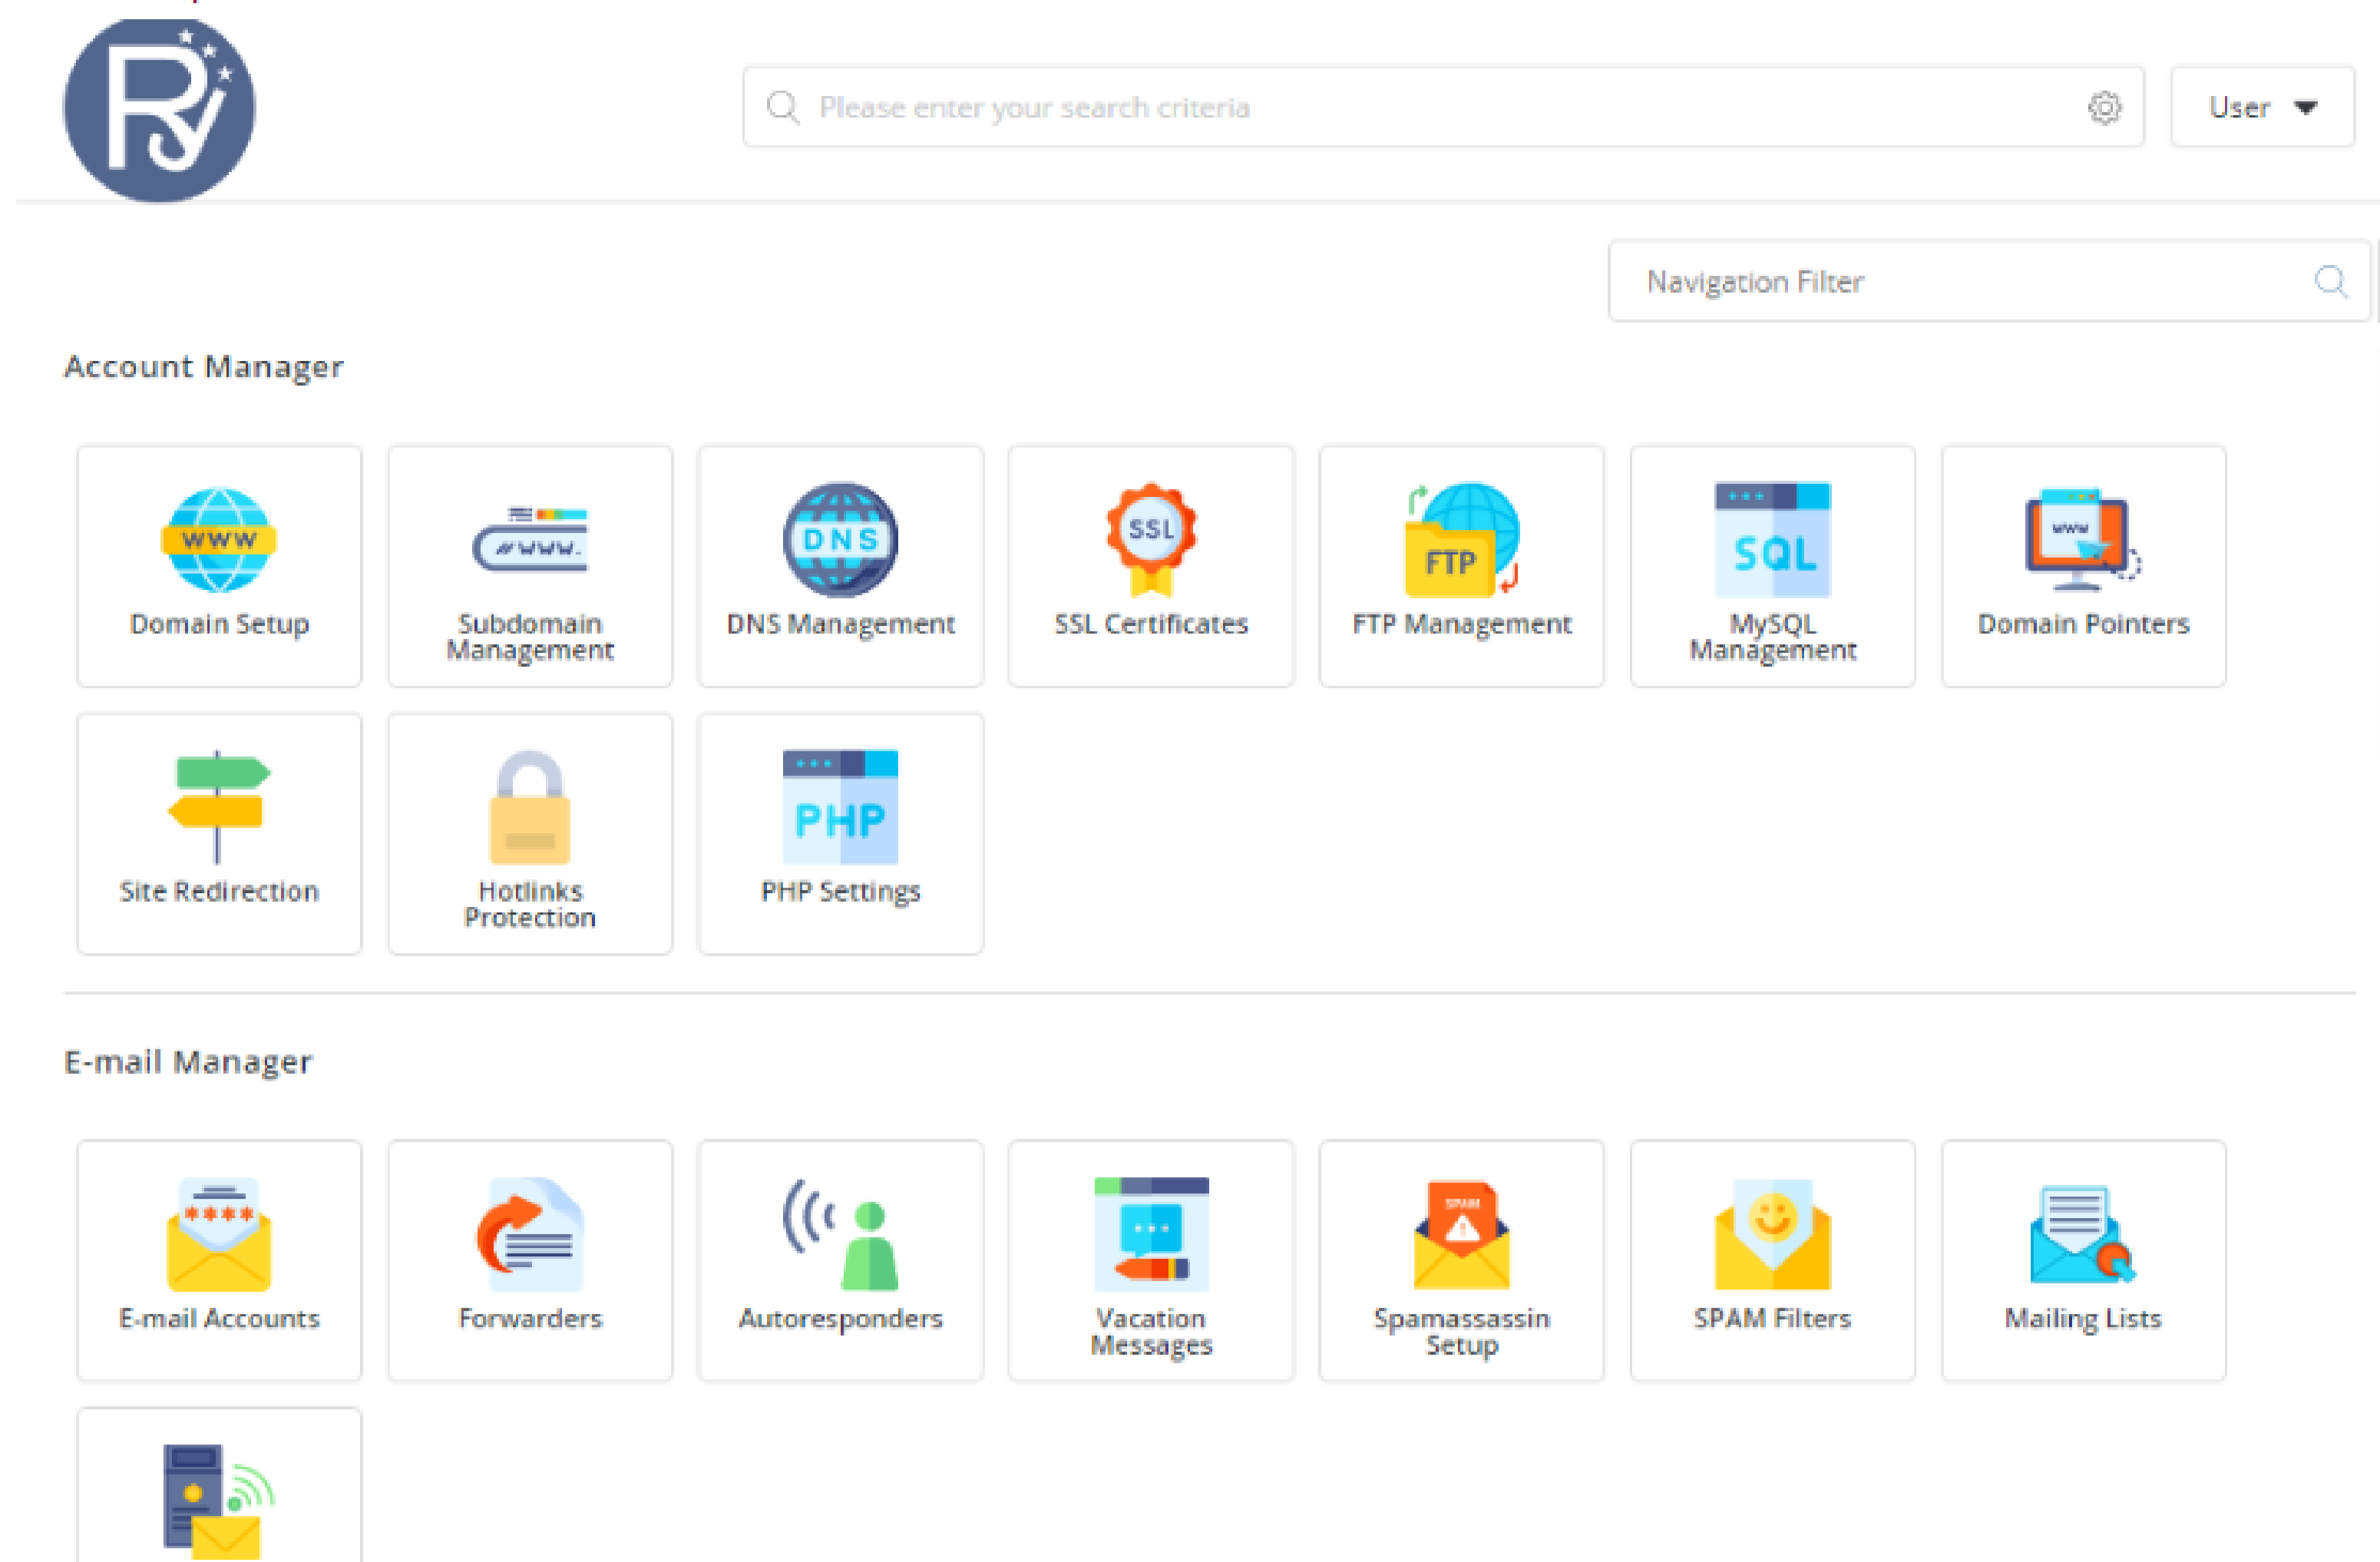 Ry
Please enter your search criteria
User
Navigation Filter
Account Manager
www
Domain Setup
//www.
Subdomain
Management
DNS
DNS Management
SSL
SSL Certificates
FTP
FTP Management
SQL
MySQL
Management
www
Domain Pointers
Site Redirection
Hotlinks
Protection
PHP
PHP Settings
E-mail Manager
****
E-mail Accounts
Forwarders
Autoresponders
Vacation
Messages
SPAM
Spamassassin
Setup
SPAM Filters
Mailing Lists